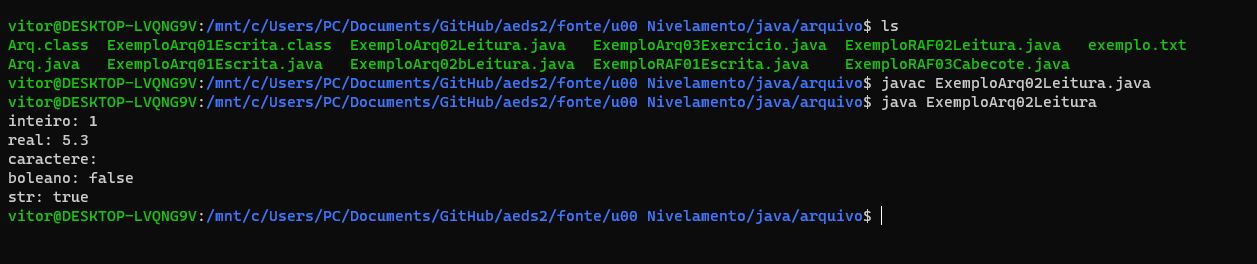 vitor@DESKTOP-LVQNG9V:/mnt/c/Users/PC/Documents/GitHub/aeds2/fonte/u00 Nivelamento/java/arquivo$ ls
Arq.class  ExemploArq01Escrita.class  ExemploArq02Leitura.java   ExemploArq03Exercicio.java  ExemploRAF02Leitura.java   exemplo.txt
Arq.java   ExemploArq01Escrita.java   ExemploArq02bLeitura.java  ExemploRAF01Escrita.java    ExemploRAF03Cabecote.java
vitor@DESKTOP-LVQNG9V:/mnt/c/Users/PC/Documents/GitHub/aeds2/fonte/u00 Nivelamento/java/arquivo$ javac ExemploArq02Leitura.java
vitor@DESKTOP-LVQNG9V:/mnt/c/Users/PC/Documents/GitHub/aeds2/fonte/u00 Nivelamento/java/arquivo$ java ExemploArq02Leitura
inteiro: 1
real: 5.3
caractere:
boleano: false
str: true
vitor@DESKTOP-LVQNG9V:/mnt/c/Users/PC/Documents/GitHub/aeds2/fonte/u00 Nivelamento/java/arquivo$